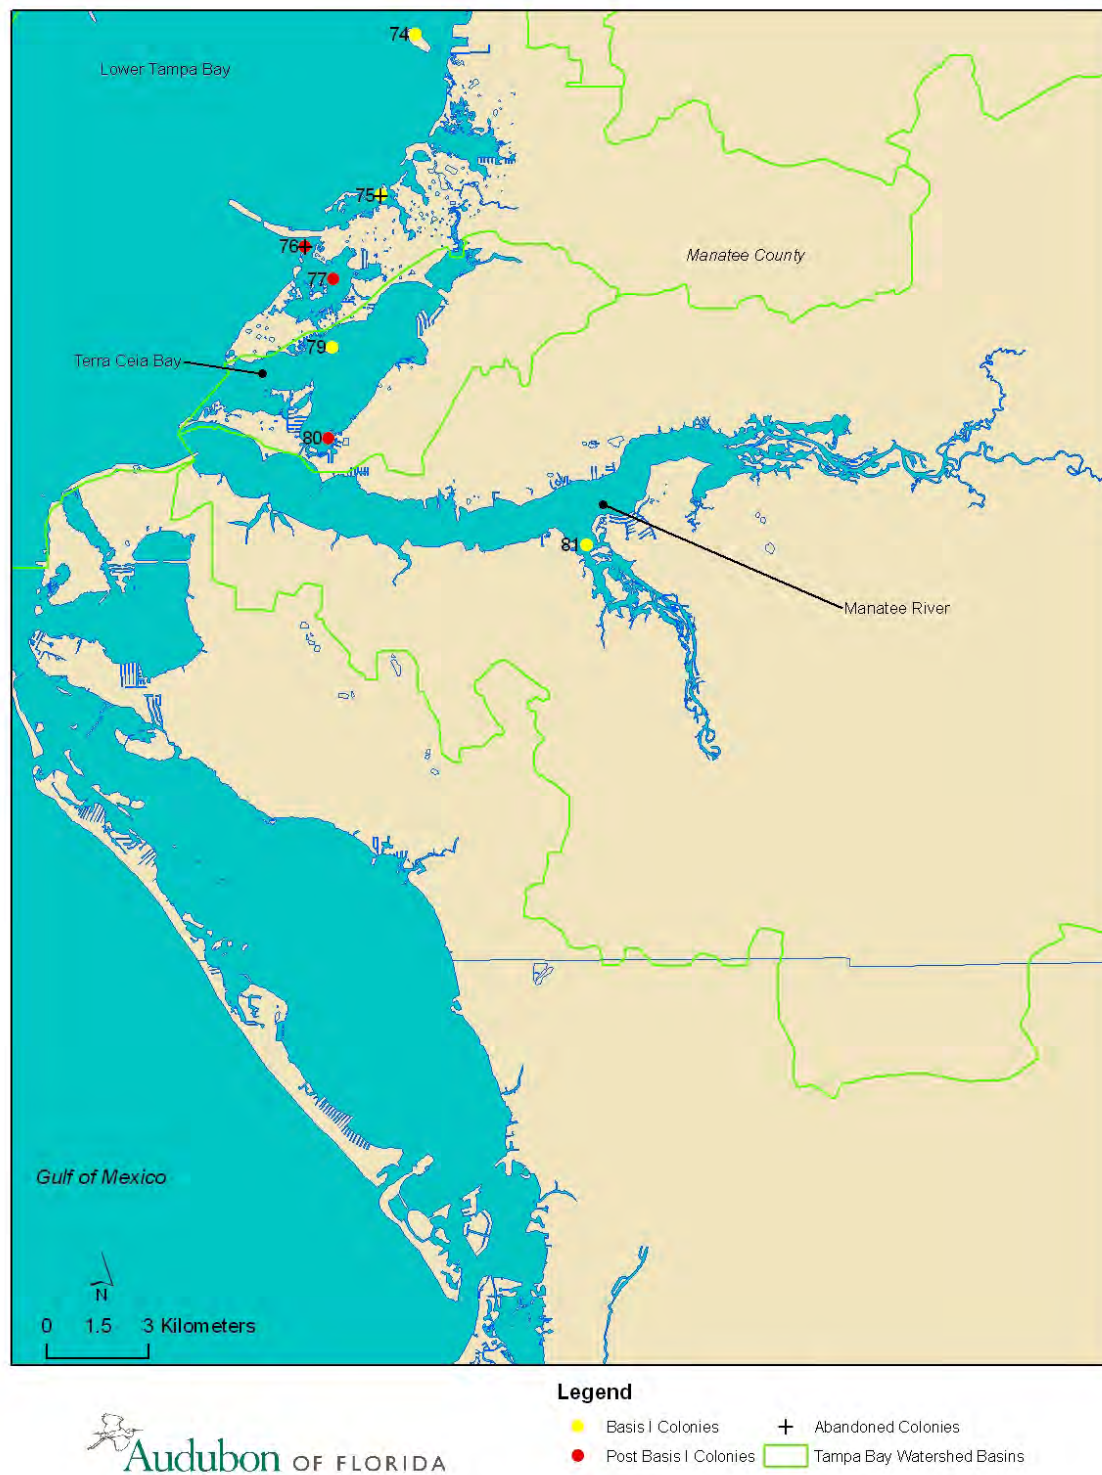 74
Lower Tampa Bay
75
76
Manatee County
77
79
Terra Ceia Bay
80
81
Manatee River
Gulf of Mexico
N
0 1.5 3 Kilometers
Legend
Basis I Colonies
Abandoned Colonies
Post Basis I Colonies
Tampa Bay Watershed Basins
Audubon OF FLORIDA